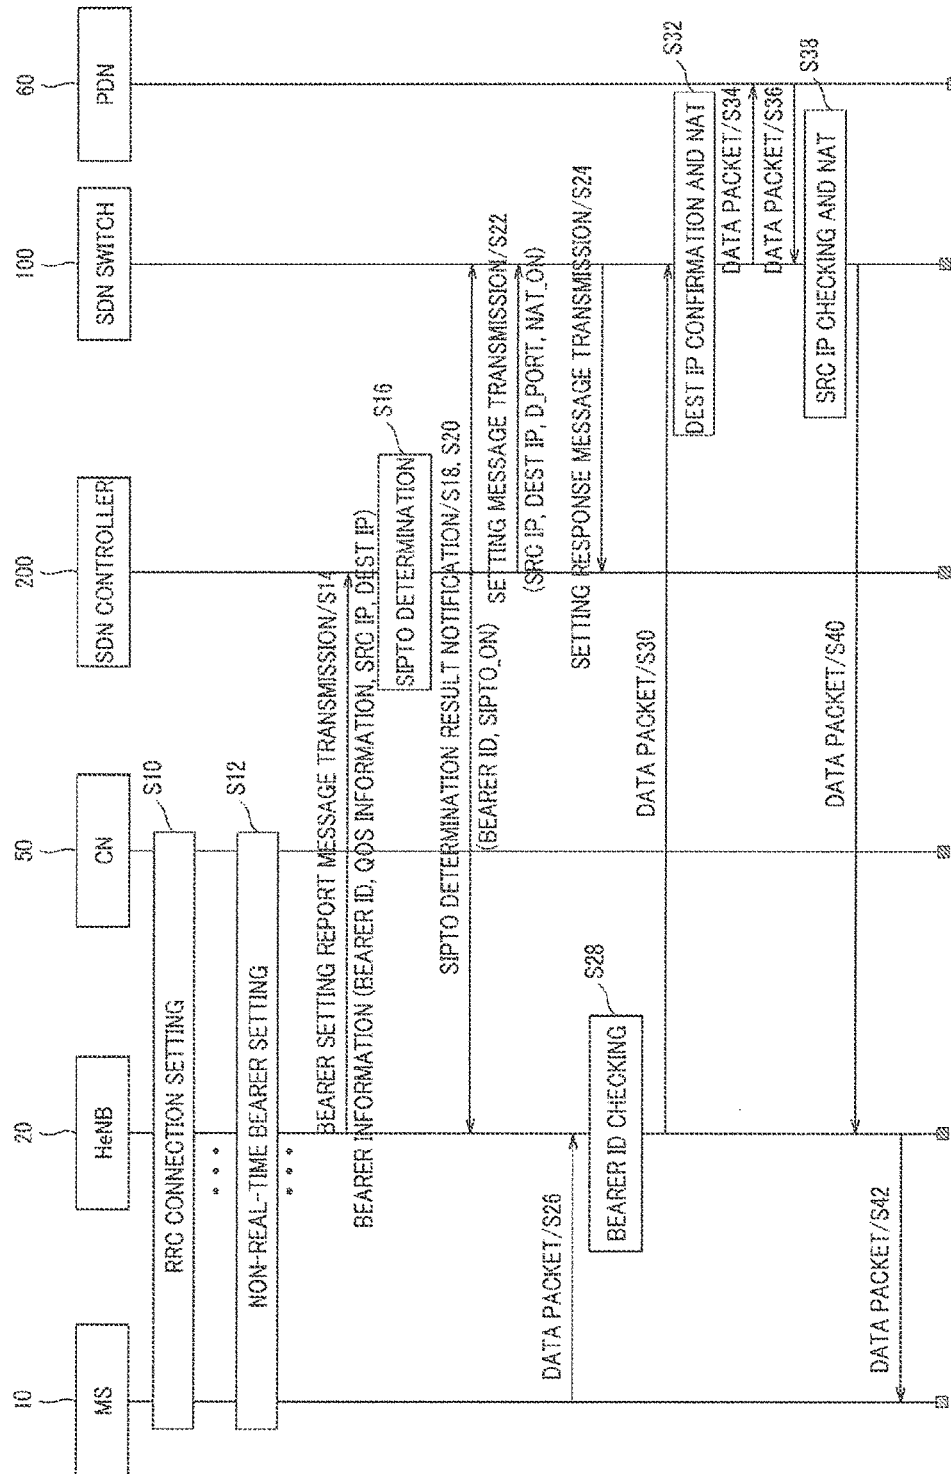 10
20
50
200
100
60
MS
HeNB
CN
SDN CONTROLLER
SDN SWITCH
PDN
RRC CONNECTION SETTING
S10
NON-REAL-TIME BEARER SETTING
S12
BEARER SETTING REPORT MESSAGE TRANSMISSION/S14
BEARER INFORMATION (BEARER ID, QOS INFORMATION, SRC IP, DEST IP)
SIPTO DETERMINATION
S16
SIPTO DETERMINATION RESULT NOTIFICATION/S18, S20
(BEARER ID, SIPTO_ON)
SETTING MESSAGE TRANSMISSION/S22
(SRC IP, DEST IP, D_PORT, NAT_ON)
SETTING RESPONSE MESSAGE TRANSMISSION/S24
DATA PACKET/S26
BEARER ID CHECKING
S28
DATA PACKET/S30
DEST IP CONFIRMATION AND NAT
S32
DATA PACKET/S34
DATA PACKET/S36
SRC IP CHECKING AND NAT
S38
DATA PACKET/S40
DATA PACKET/S42